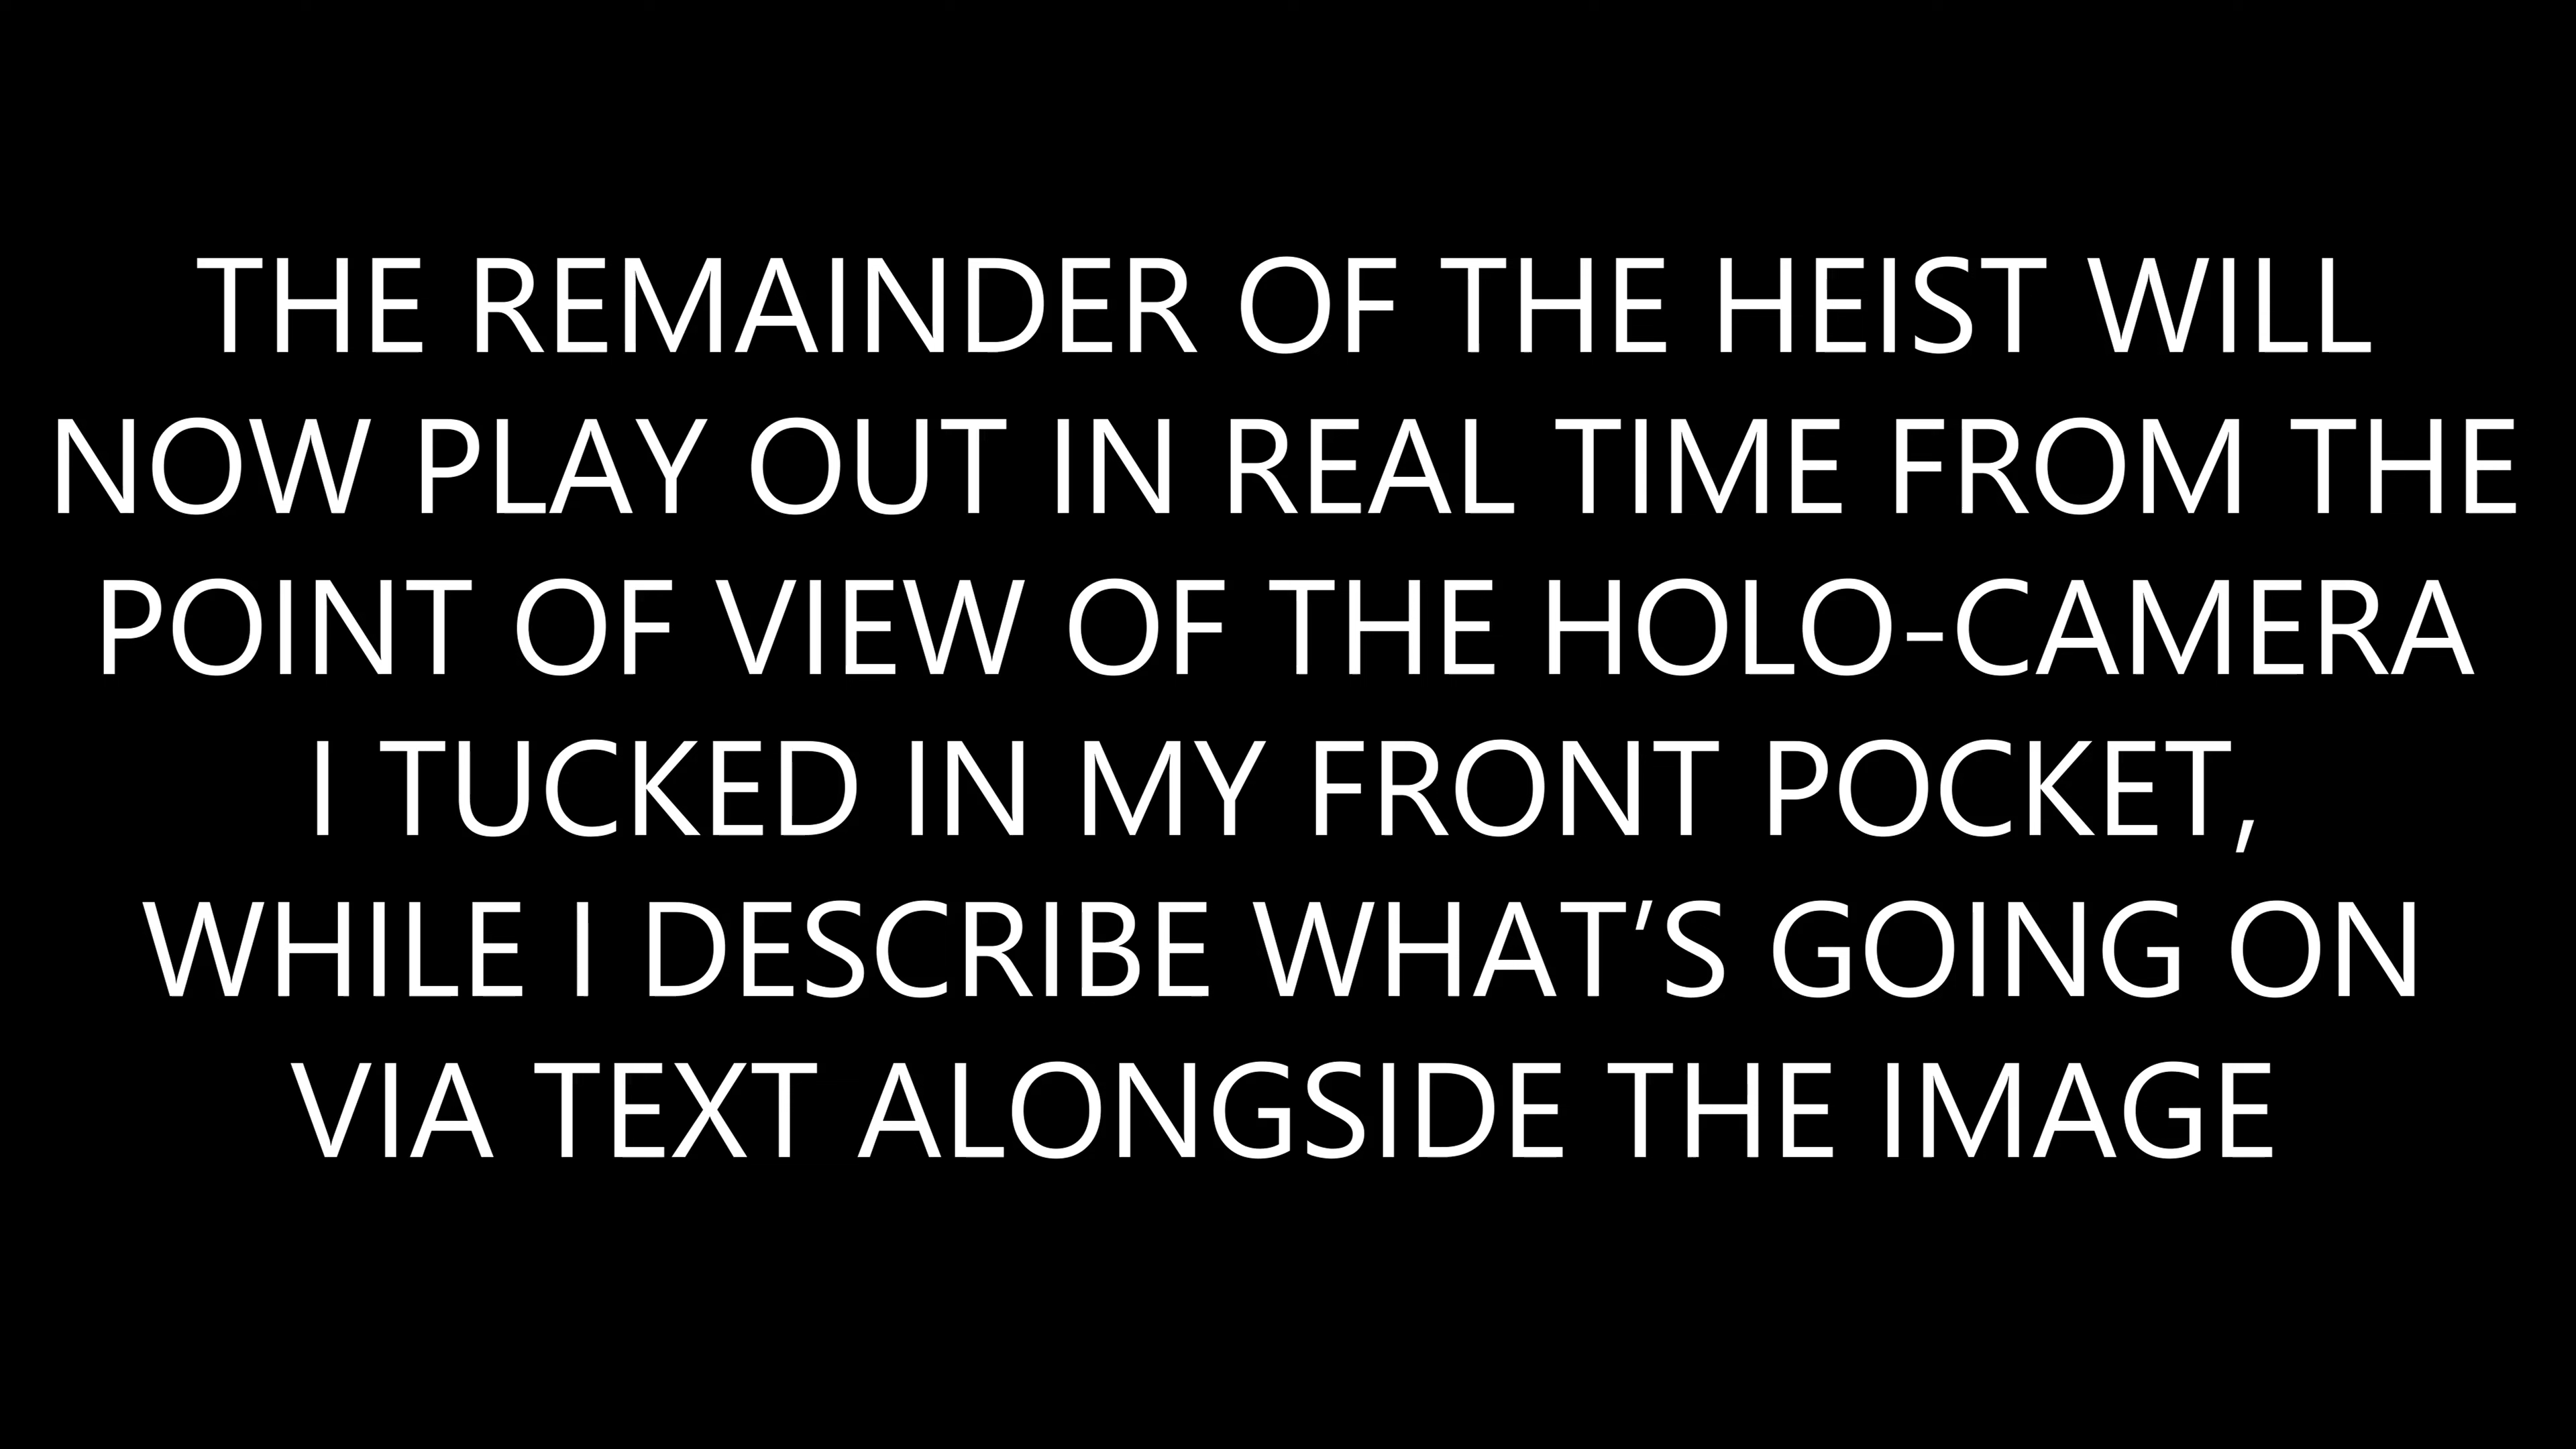 THE REMAINDER OF THE HEIST WILL
NOW PLAY OUT IN REAL TIME FROM THE
POINT OF VIEW OF THE HOLO-CAMERA
I TUCKED IN MY FRONT POCKET,
WHILE I DESCRIBE WHAT’S GOING ON
VIA TEXT ALONGSIDE THE IMAGE